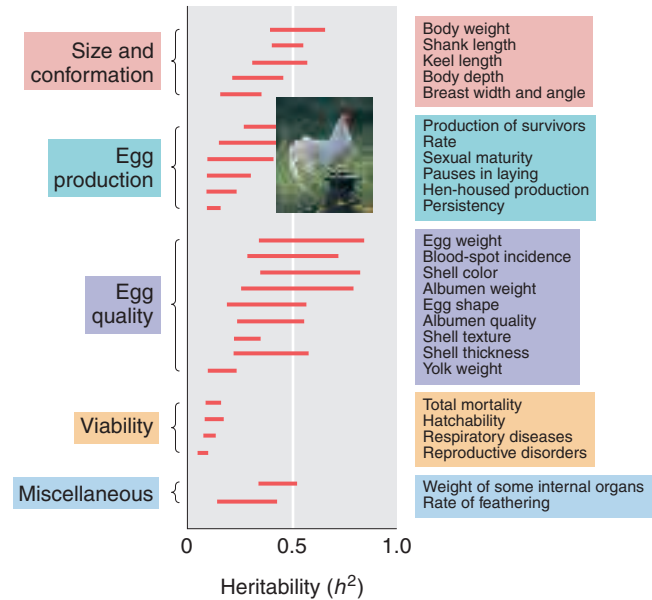 Size and
conformation
Body weight
Shank length
Keel length
Body depth
Breast width and angle
Egg
production
Production of survivors
Rate
Sexual maturity
Pauses in laying
Hen-housed production
Persistency
Egg
quality
Egg weight
Blood-spot incidence
Shell color
Albumen weight
Egg shape
Albumen quality
Shell texture
Shell thickness
Yolk weight
Viability
Total mortality
Hatchability
Respiratory diseases
Reproductive disorders
Miscellaneous
Weight of some internal organs
Rate of feathering
0 0.5 1.0
Heritability (h²)